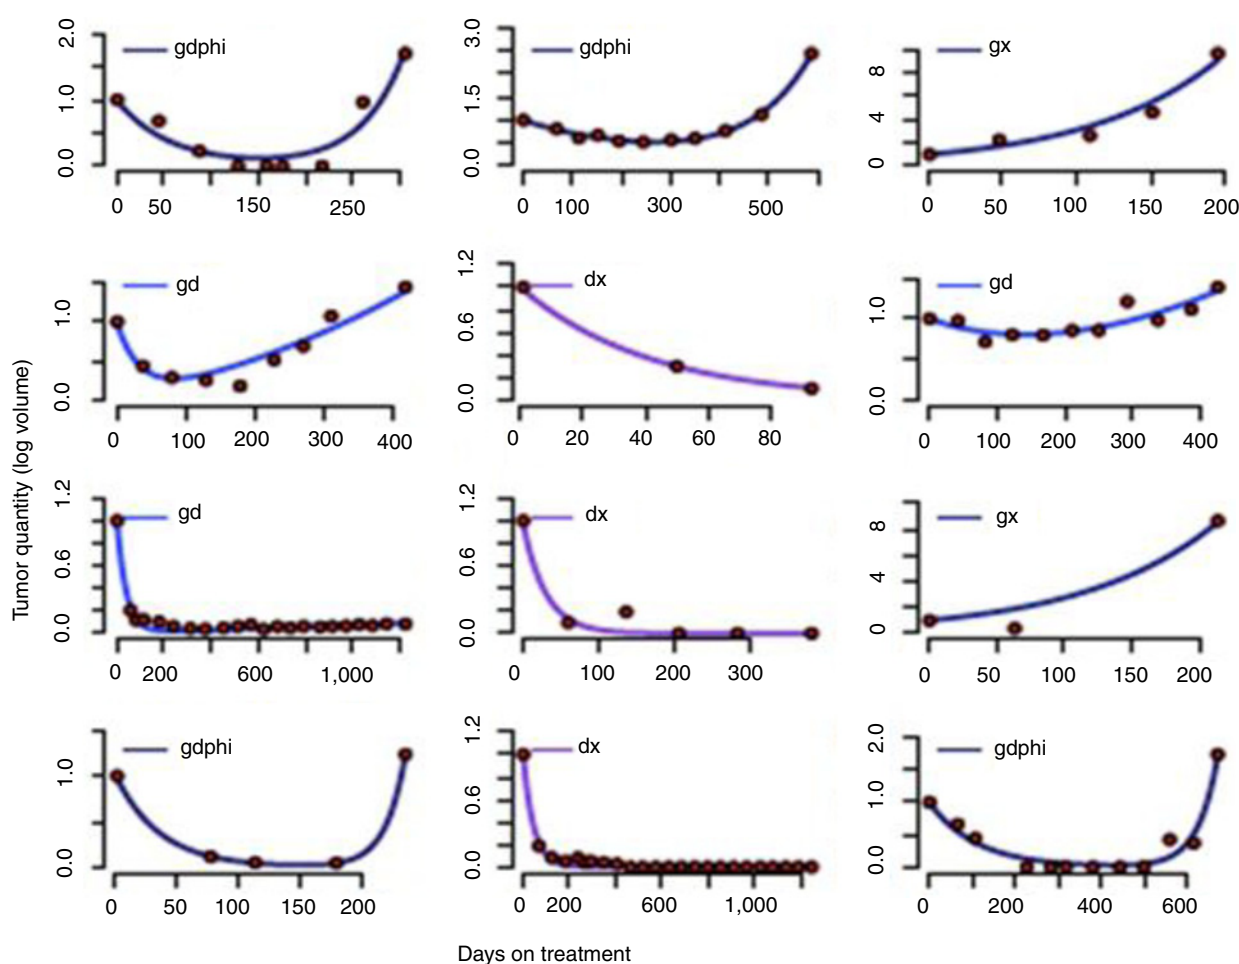 gdphi
2.0
1.0
0.0
0 50 150 250
gdphi
3.0
1.5
0.0
0 100 300 500
gx
8
4
0
0 50 100 150 200
gd
1.0
0.0
0 100 200 300 400
dx
1.2
0.6
0.0
0 20 40 60 80
gd
1.0
0.0
0 100 200 300 400
gd
1.2
0.6
0.0
0 200 600 1,000
dx
1.2
0.6
0.0
0 100 200 300
gx
8
4
0
0 50 100 150 200
gdphi
1.0
0.0
0 50 100 150 200
dx
1.2
0.6
0.0
0 200 600 1,000
gdphi
2.0
1.0
0.0
0 200 400 600
Tumor quantity (log volume)
Days on treatment